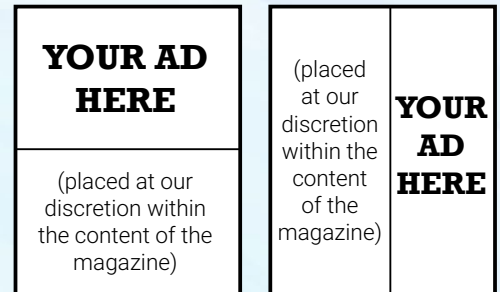 YOUR AD
HERE
(placed at our
discretion within
the content of the
magazine)
(placed
at our
discretion
within the
content
of the
magazine)
YOUR
AD
HERE